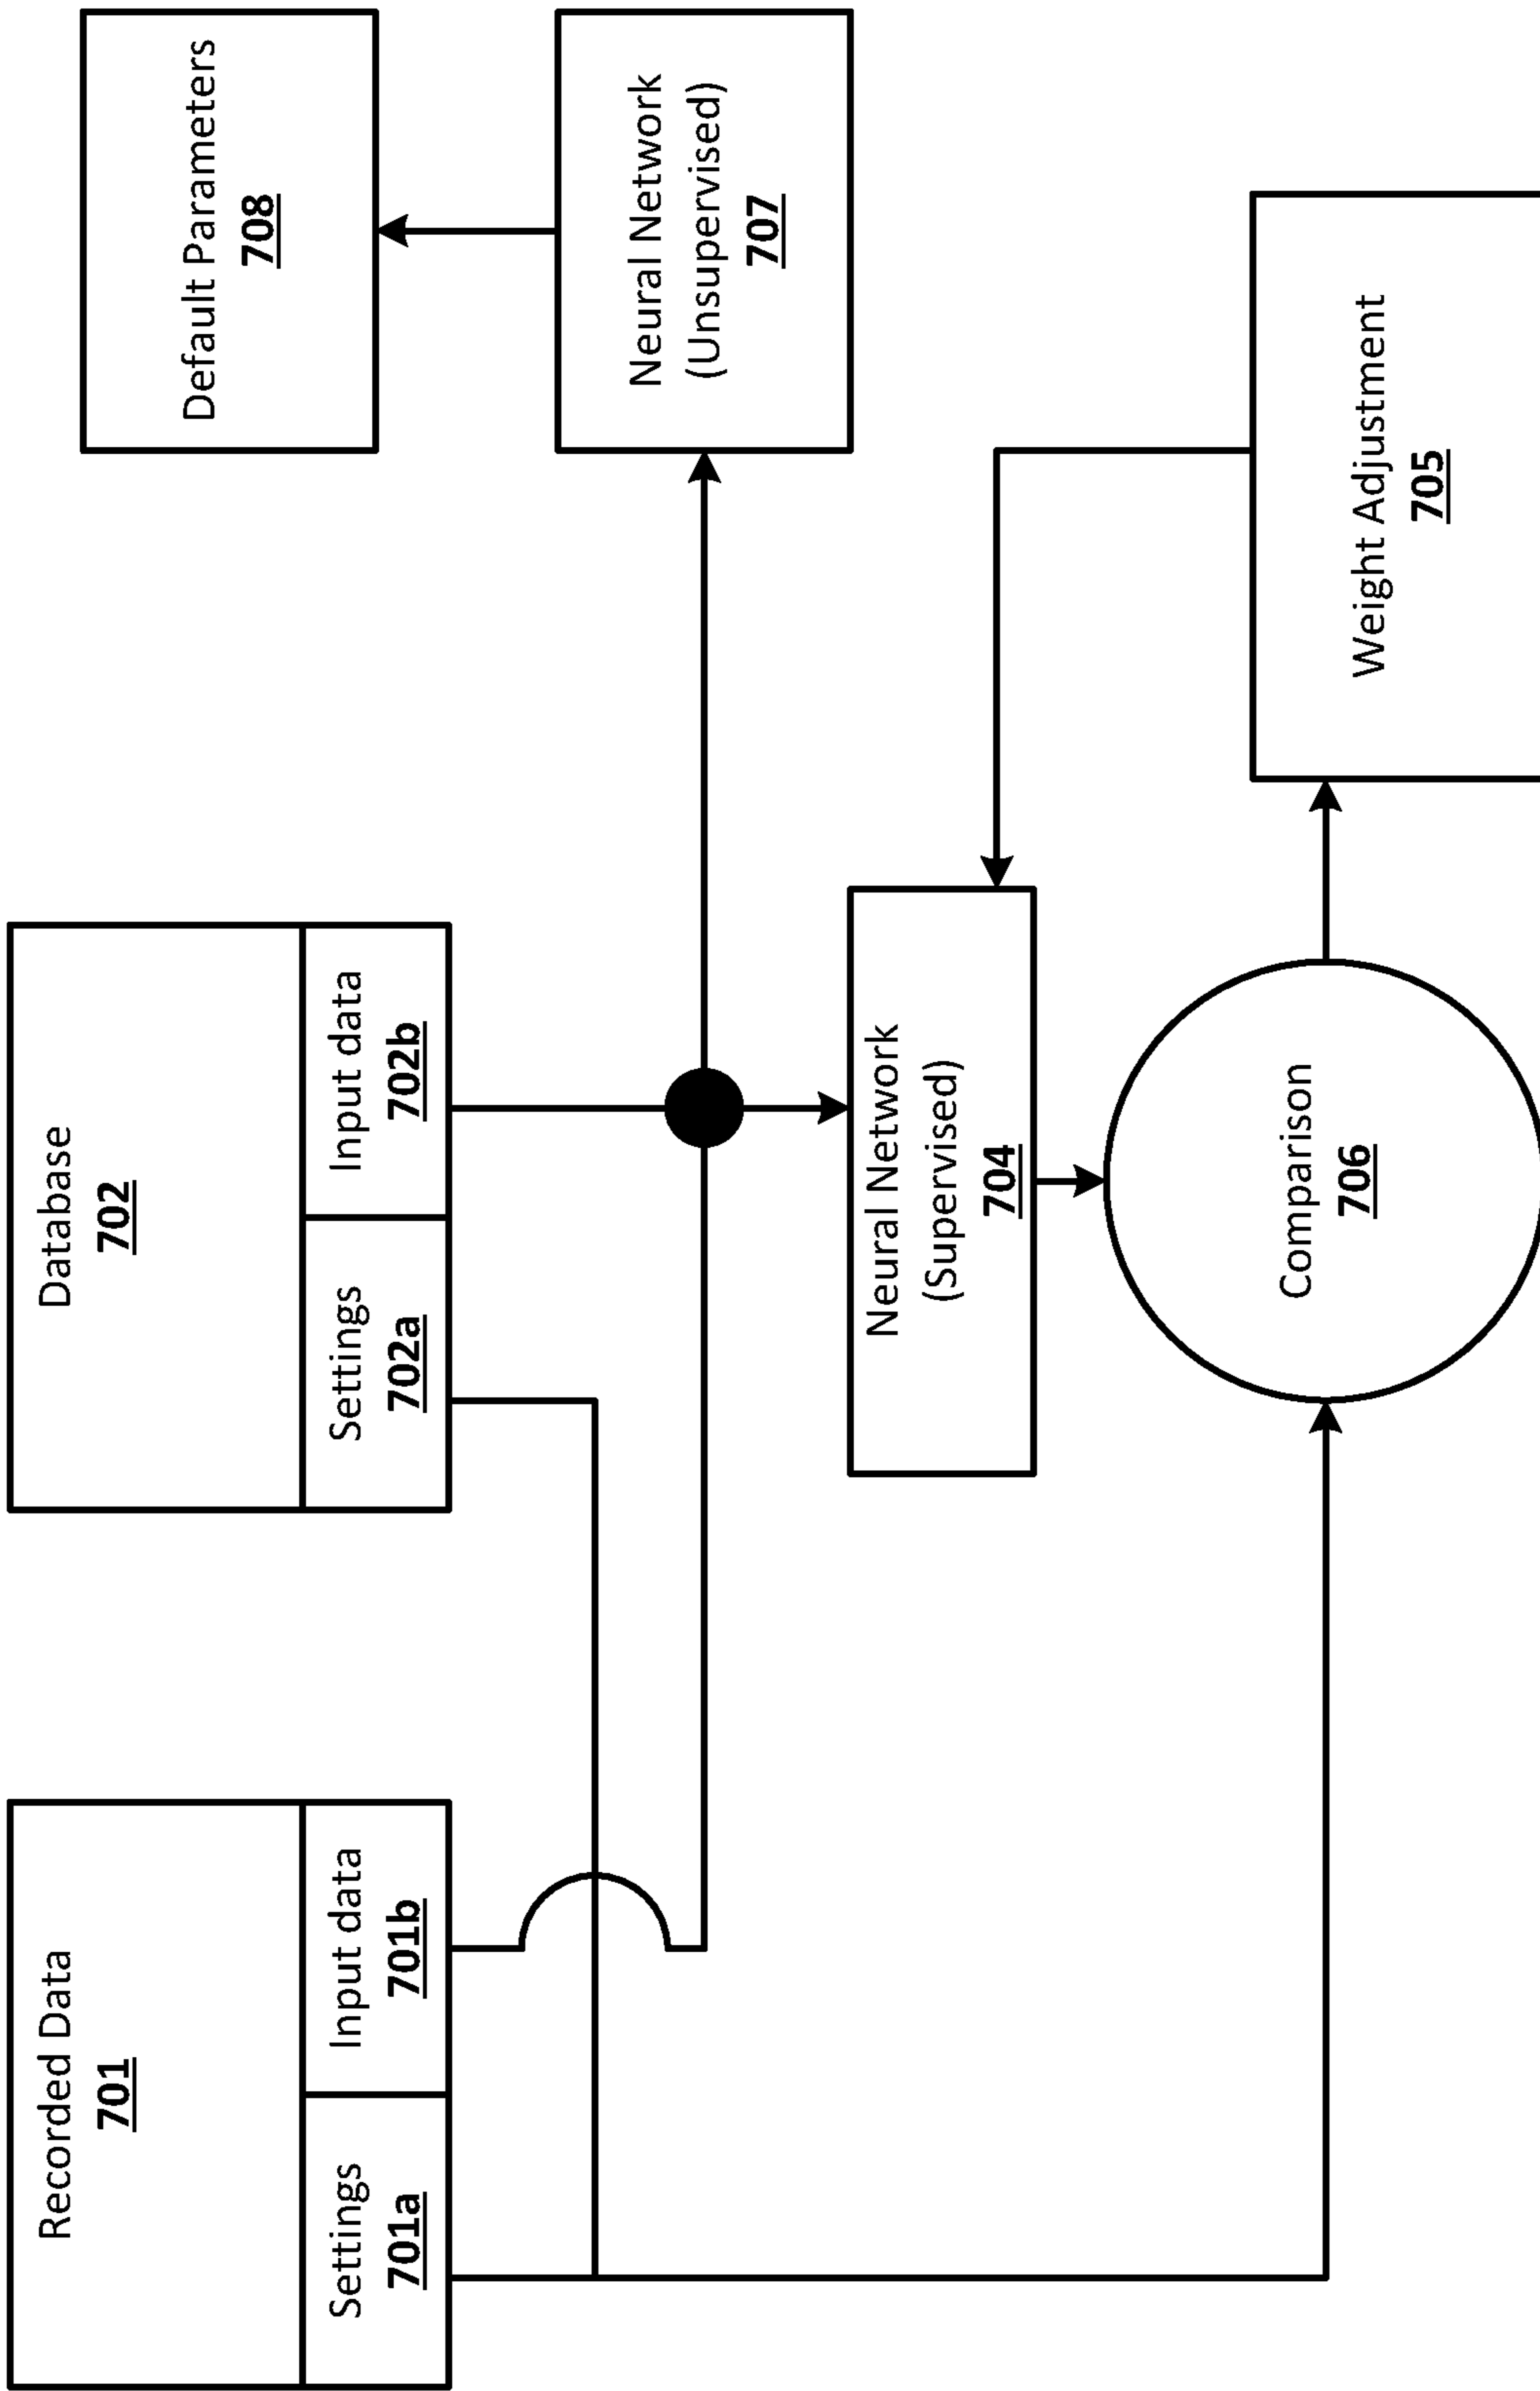 Recorded Data
701
Settings
701a
Input data
701b
Database
702
Settings
702a
Input data
702b
Default Parameters
708
Neural Network
(Unsupervised)
707
Neural Network
(Supervised)
704
Comparison
706
Weight Adjustment
705